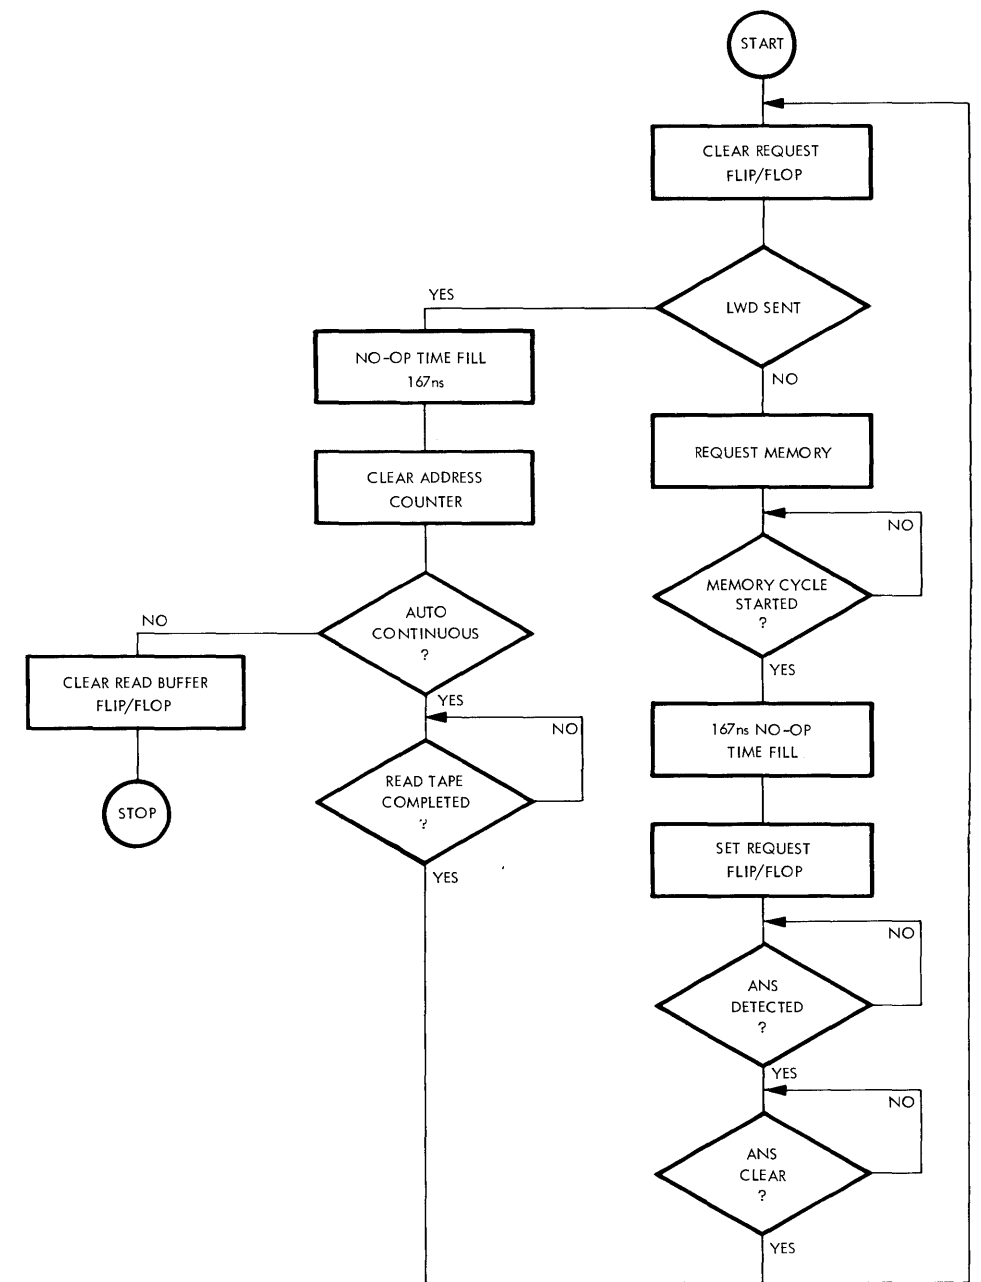 START
CLEAR REQUEST
FLIP/FLOP
LWD SENT
YES
NO
NO-OP TIME FILL
167ns
CLEAR ADDRESS
COUNTER
AUTO
CONTINUOUS
?
NO
CLEAR READ BUFFER
FLIP/FLOP
STOP
YES
NO
READ TAPE
COMPLETED
?
YES
REQUEST MEMORY
NO
MEMORY CYCLE
STARTED
?
YES
167ns NO-OP
TIME FILL
SET REQUEST
FLIP/FLOP
NO
ANS
DETECTED
?
YES
NO
ANS
CLEAR
?
YES